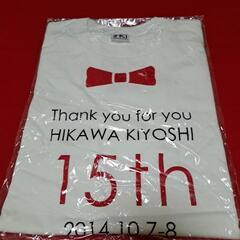 Thank you for you
HIKAWA KIYOSHI
15th
2014.10.7-8